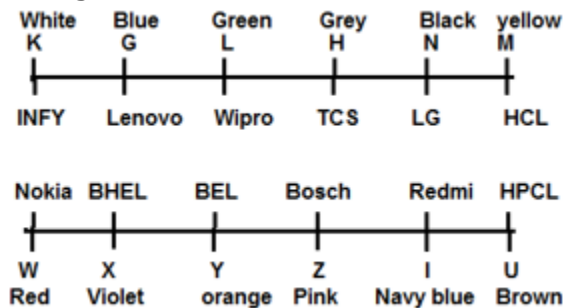 White Blue Green Grey Black yellow
K G L H N M
INFY Lenovo Wipro TCS LG HCL
Nokia BHEL BEL Bosch Redmi HPCL
W X Y Z I U
Red Violet orange Pink Navy blue Brown